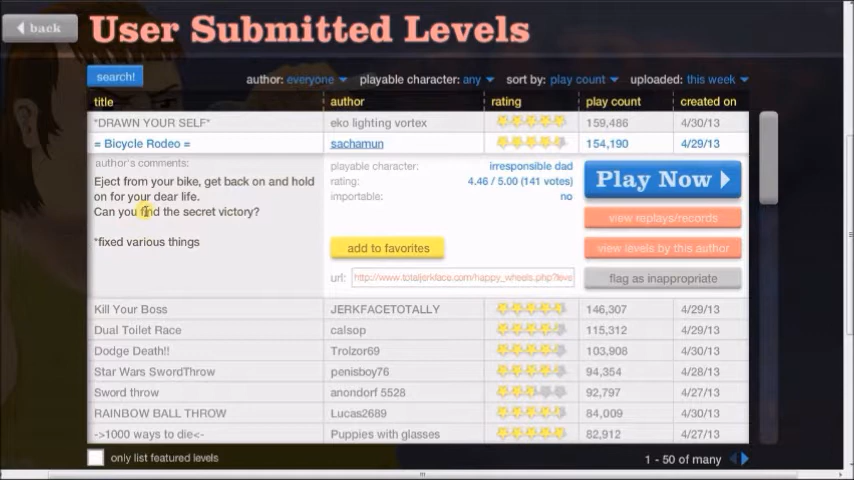 back
User Submitted Levels
search!
author: everyone playable character: any sort by: play count uploaded: this week
title author rating play count created on
*DRAWN YOUR SELF* eko lighting vortex 159,486 4/30/13
= Bicycle Rodeo = sachamun 154,190 4/29/13
author's comments:
Eject from your bike, get back on and hold
on for your dear life.
Can you find the secret victory?
*fixed various things
playable character: irresponsible dad
rating: 4.46 / 5.00 (141 votes)
importable: no
add to favorites
url: http://www.totaljerkface.com/happy_wheels.php?leve
Play Now
view replays/records
view levels by this author
flag as inappropriate
Kill Your Boss JERKFACETOTALLY 146,307 4/29/13
Dual Toilet Race calsop 115,312 4/29/13
Dodge Death!! Trolzor69 103,908 4/30/13
Star Wars SwordThrow penisboy76 94,354 4/28/13
Sword throw anondorf 5528 92,797 4/27/13
RAINBOW BALL THROW Lucas2689 84,009 4/30/13
->1000 ways to die<- Puppies with glasses 82,912 4/27/13
only list featured levels
1 - 50 of many